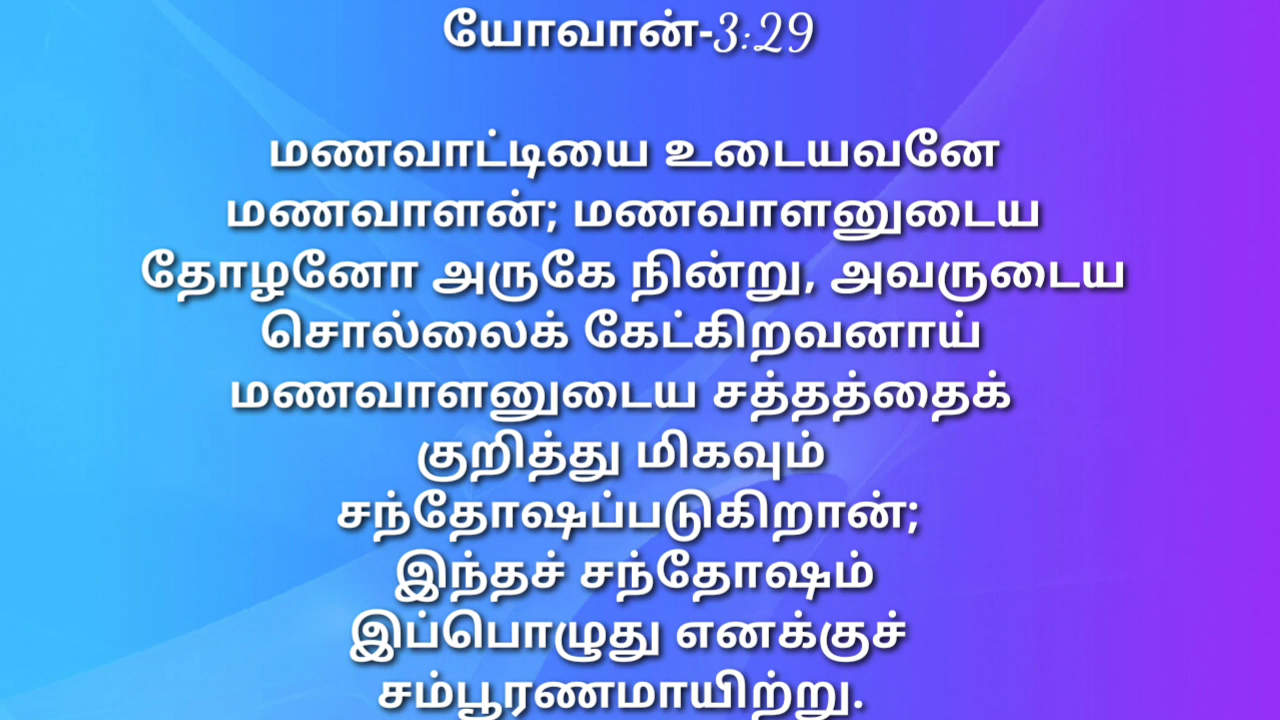 யோவான்-3:29
மணவாட்டியை உடையவனே
மணவாளன்; மணவாளனுடைய
தோழனோ அருகே நின்று, அவருடைய
சொல்லைக் கேட்கிறவனாய்
மணவாளனுடைய சத்தத்தைக்
குறித்து மிகவும்
சந்தோஷப்படுகிறான்;
இந்தச் சந்தோஷம்
இப்பொழுது எனக்குச்
சம்பூரணமாயிற்று.